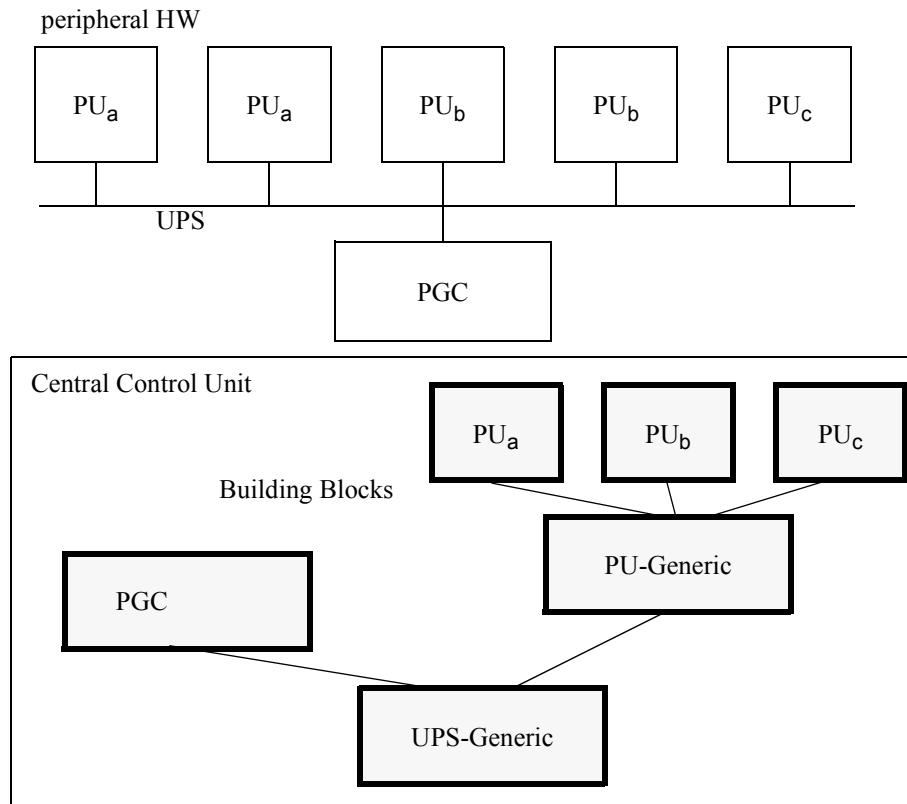 peripheral HW
PUa PUa PUb PUb PUc
UPS
PGC
Central Control Unit
PUa PUb PUc
Building Blocks
PU-Generic
PGC
UPS-Generic